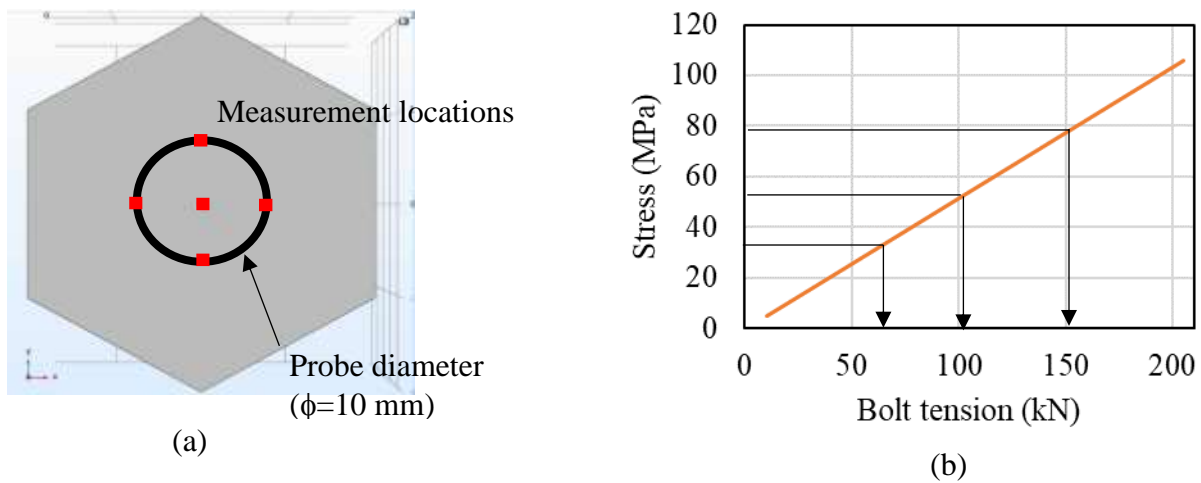 Measurement locations
Probe diameter
(ϕ=10 mm)
(a)
120
100
80
60
40
20
0
Stress (MPa)
0 50 100 150 200
Bolt tension (kN)
(b)